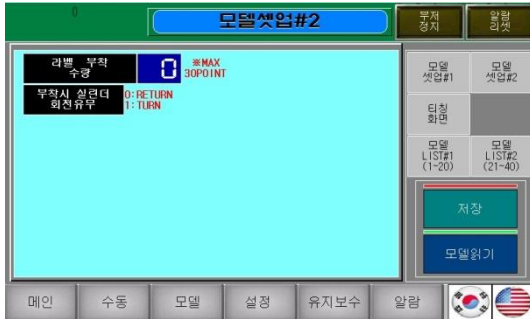 0
모델셋업#2
부저
정지
알람
리셋
라벨 부착
수량
0
※MAX
30POINT
부착시 실린더
회전유무
0:RETURN
1:TURN
모델
셋업#1
모델
셋업#2
티칭
화면
모델
LIST#1
(1-20)
모델
LIST#2
(21-40)
저장
모델읽기
메인
수동
모델
설정
유지보수
알람